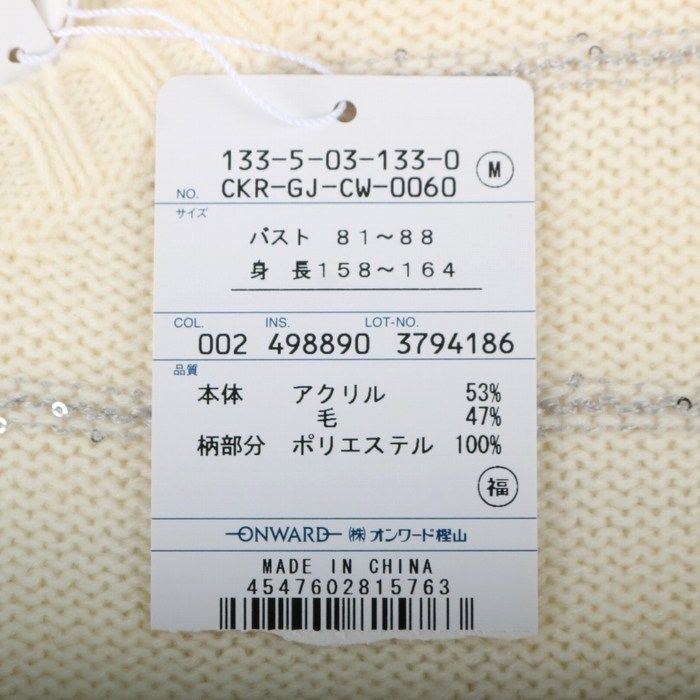 133-5-03-133-0
M
NO. CKR-GJ-CW-0060
サイズ
バスト 81～88
身 長158～164
COL. INS. LOT-NO.
002 498890 3794186
品質
本体 アクリル 53%
毛 47%
柄部分 ポリエステル 100%
福
ONWARD ㈱オンワード樫山
MADE IN CHINA
4547602815763